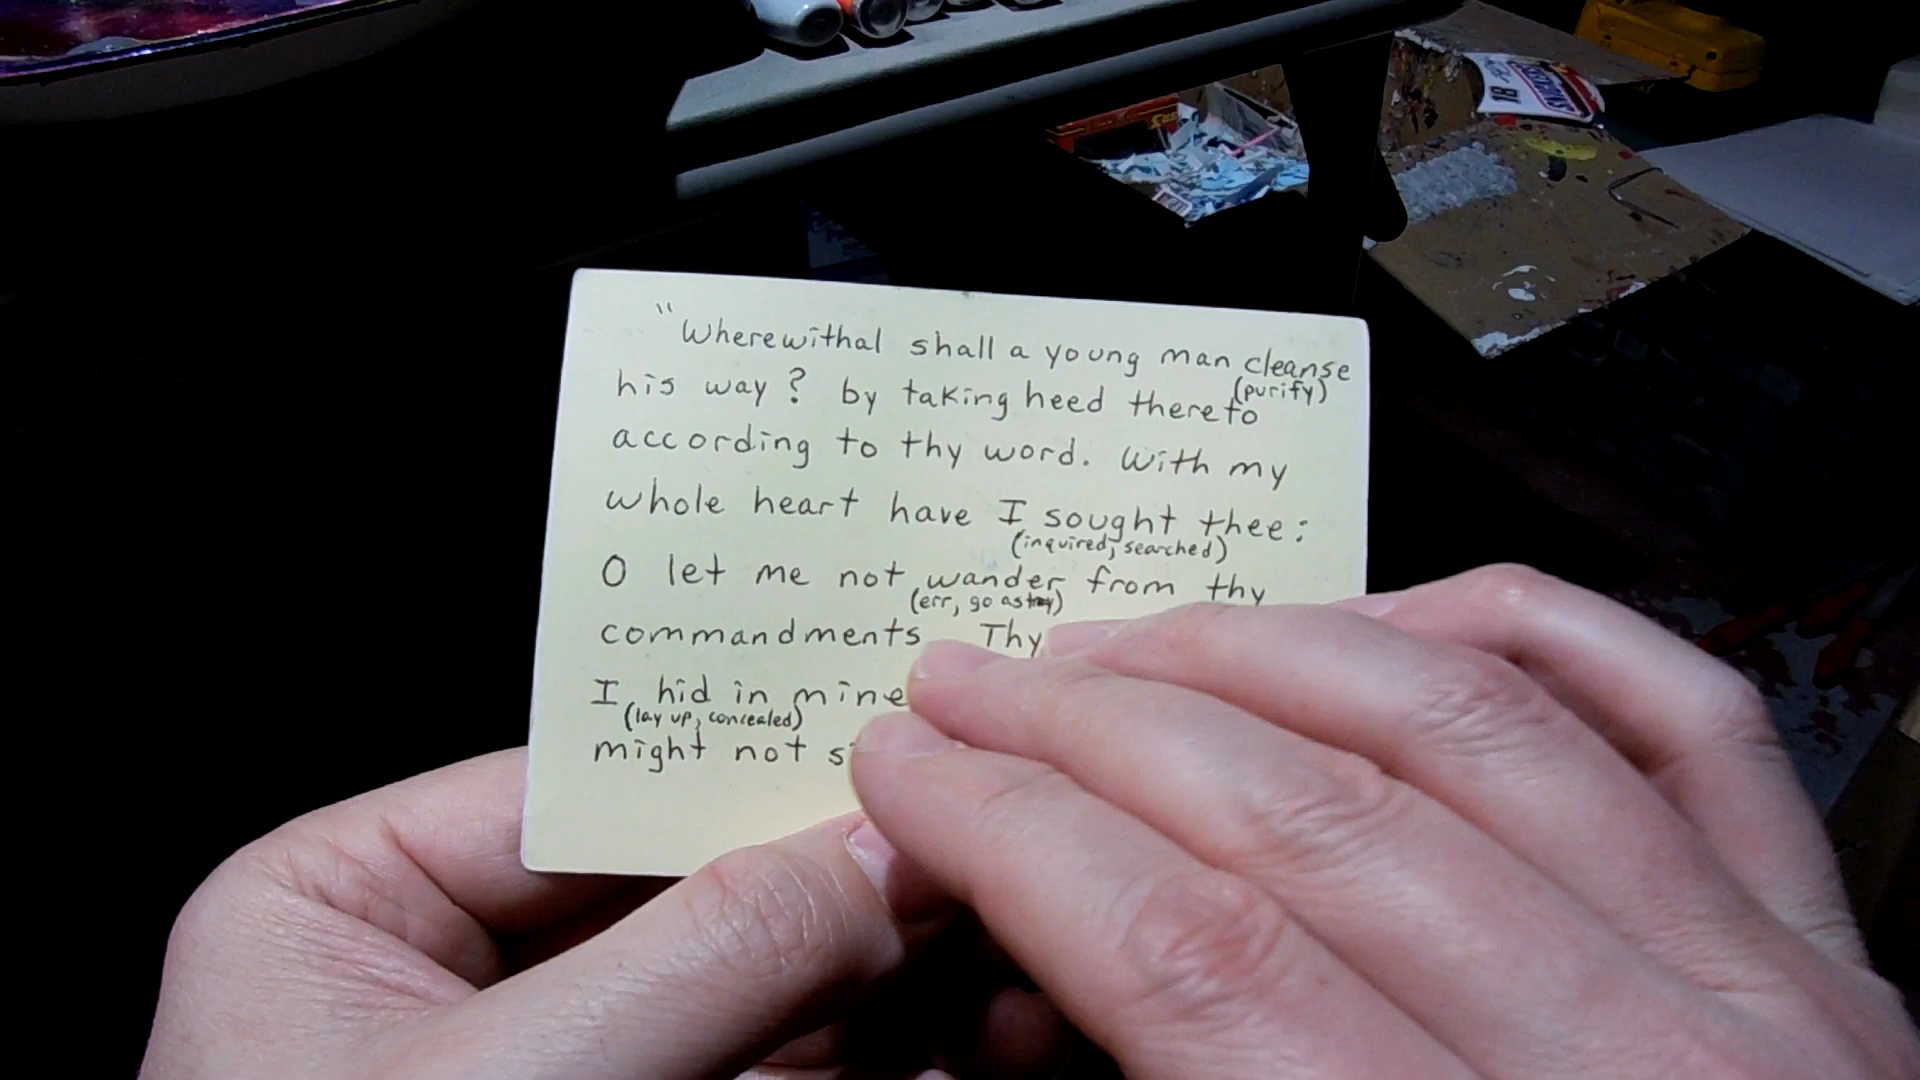 "Wherewithal shall a young man cleanse
(purify)
his way? by taking heed thereto
according to thy word. With my
whole heart have I sought thee:
(inquired, searched)
O let me not wander from thy
(err, go astray)
commandments Thy
I hid in mine
(lay up, concealed)
might not
18